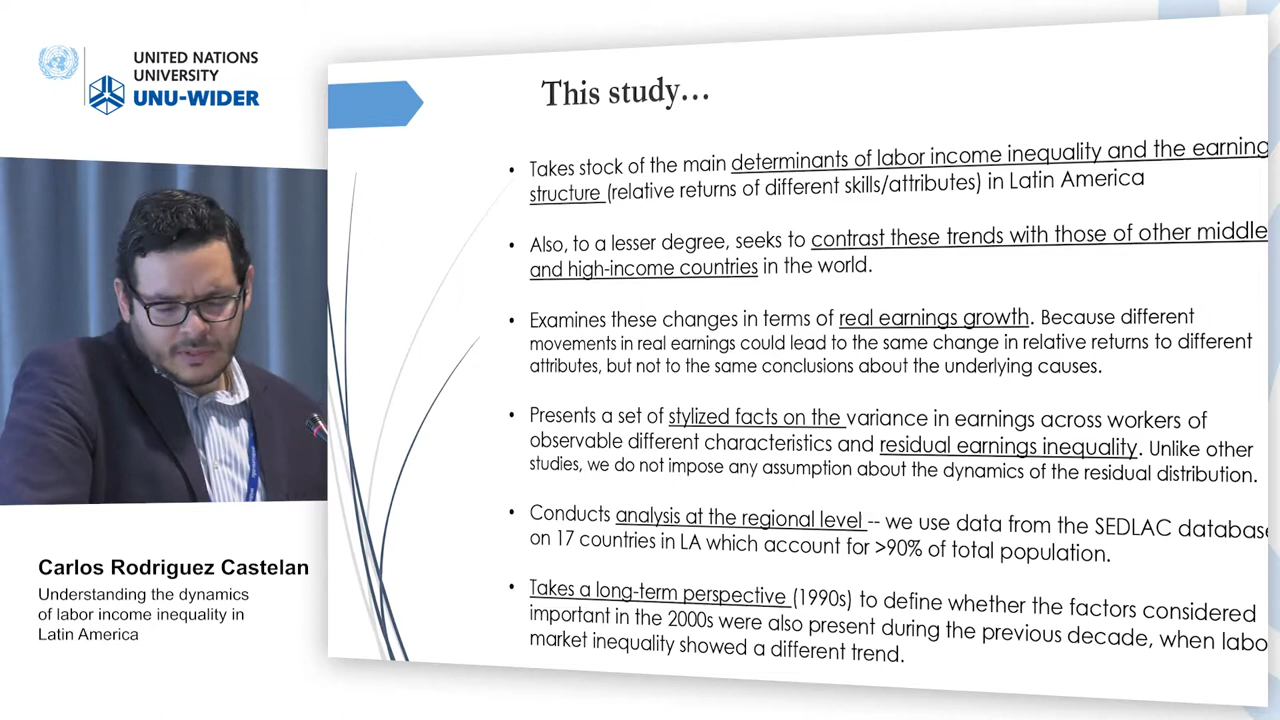 UNITED NATIONS
UNIVERSITY
UNU-WIDER
This study…
• Takes stock of the main determinants of labor income inequality and the earning
structure (relative returns of different skills/attributes) in Latin America
• Also, to a lesser degree, seeks to contrast these trends with those of other middle
and high-income countries in the world.
• Examines these changes in terms of real earnings growth. Because different
movements in real earnings could lead to the same change in relative returns to different
attributes, but not to the same conclusions about the underlying causes.
• Presents a set of stylized facts on the variance in earnings across workers of
observable different characteristics and residual earnings inequality. Unlike other
studies, we do not impose any assumption about the dynamics of the residual distribution.
• Conducts analysis at the regional level -- we use data from the SEDLAC database
on 17 countries in LA which account for >90% of total population.
• Takes a long-term perspective (1990s) to define whether the factors considered
important in the 2000s were also present during the previous decade, when labo
market inequality showed a different trend.
Carlos Rodriguez Castelan
Understanding the dynamics
of labor income inequality in
Latin America